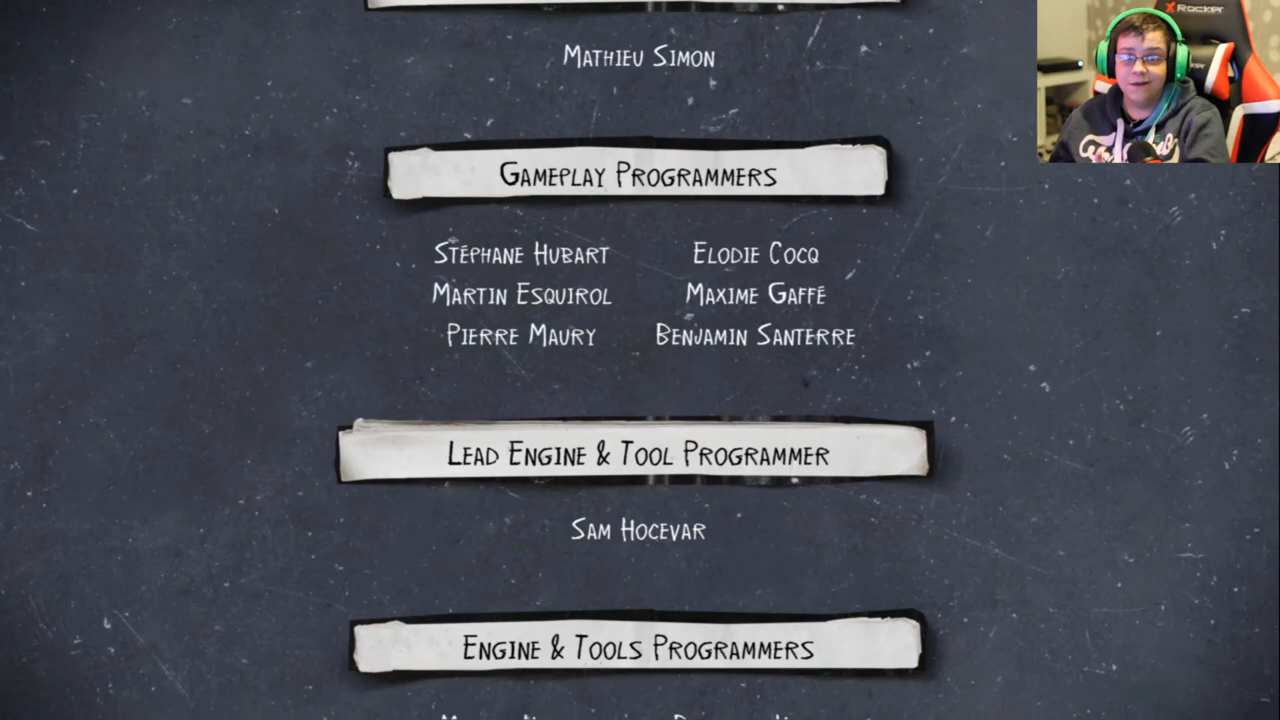 Rocker
MATHIEU SIMON
GAMEPLAY PROGRAMMERS
STÉPHANE HUBART ELODIE COCQ
MARTIN ESQUIROL MAXIME GAFFÉ
PIERRE MAURY BENJAMIN SANTERRE
LEAD ENGINE & TOOL PROGRAMMER
SAM HOCEVAR
ENGINE & TOOLS PROGRAMMERS